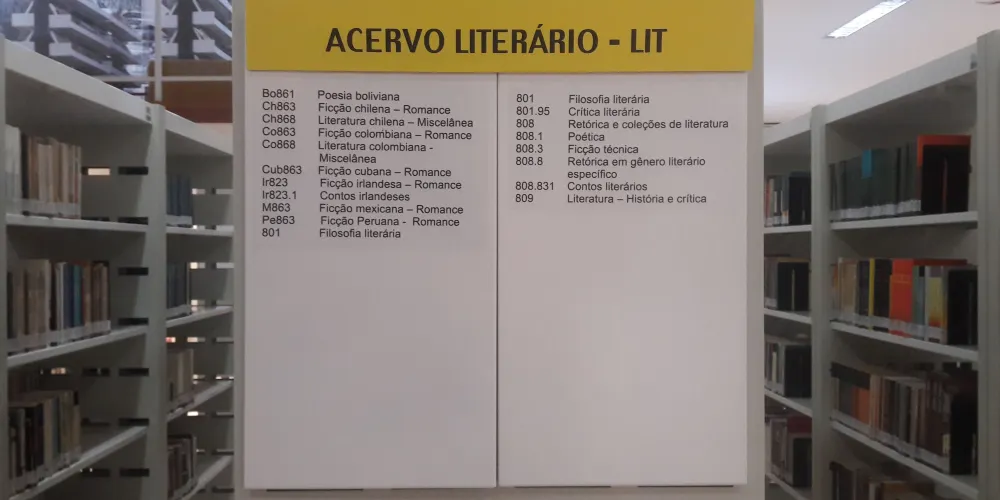 ACERVO LITERÁRIO - LIT
Bo861 Poesia boliviana
Ch863 Ficção chilena – Romance
Ch868 Literatura chilena – Miscelânea
Co863 Ficção colombiana – Romance
Co868 Literatura colombiana -
Miscelânea
Cub863 Ficção cubana – Romance
Ir823 Ficção irlandesa – Romance
Ir823.1 Contos irlandeses
M863 Ficção mexicana – Romance
Pe863 Ficção Peruana - Romance
801 Filosofia literária
801 Filosofia literária
801.95 Crítica literária
808 Retórica e coleções de literatura
808.1 Poética
808.3 Ficção técnica
808.8 Retórica em gênero literário
específico
808.831 Contos literários
809 Literatura – História e crítica